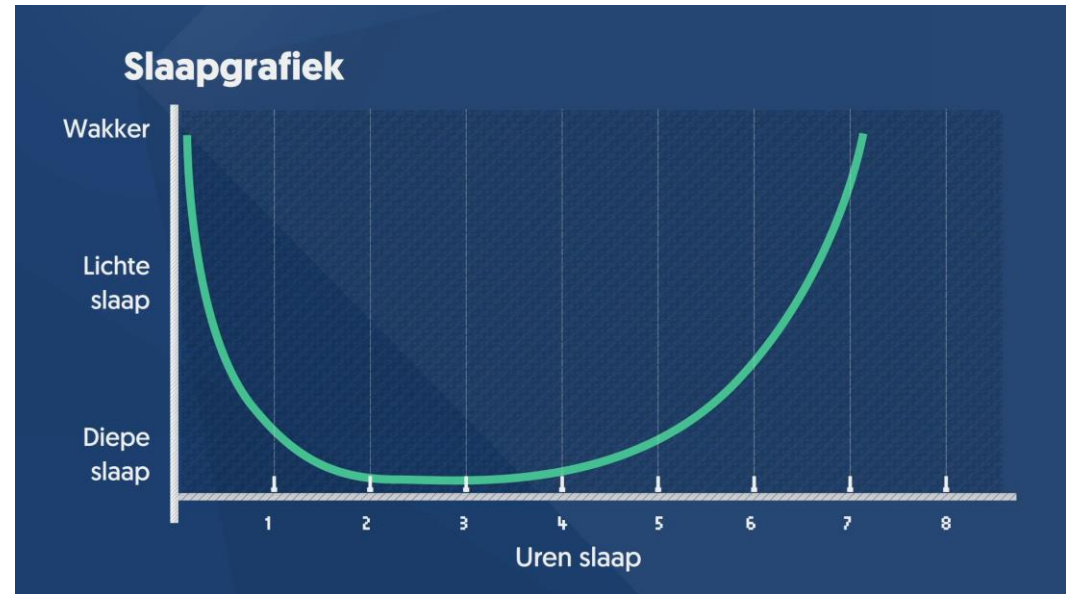 Slaapgrafiek
Wakker
Lichte
slaap
Diepe
slaap
1 2 3 4 5 6 7 8
Uren slaap